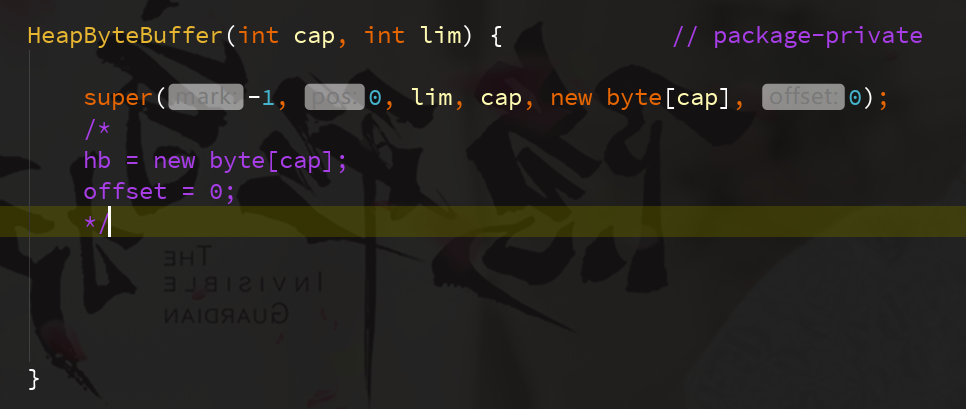 HeapByteBuffer(int cap, int lim) { // package-private
super(mark: -1, pos: 0, lim, cap, new byte[cap], offset: 0);
/*
hb = new byte[cap];
offset = 0;
*/
THE
INVISIBLE
GUARDIAN
}